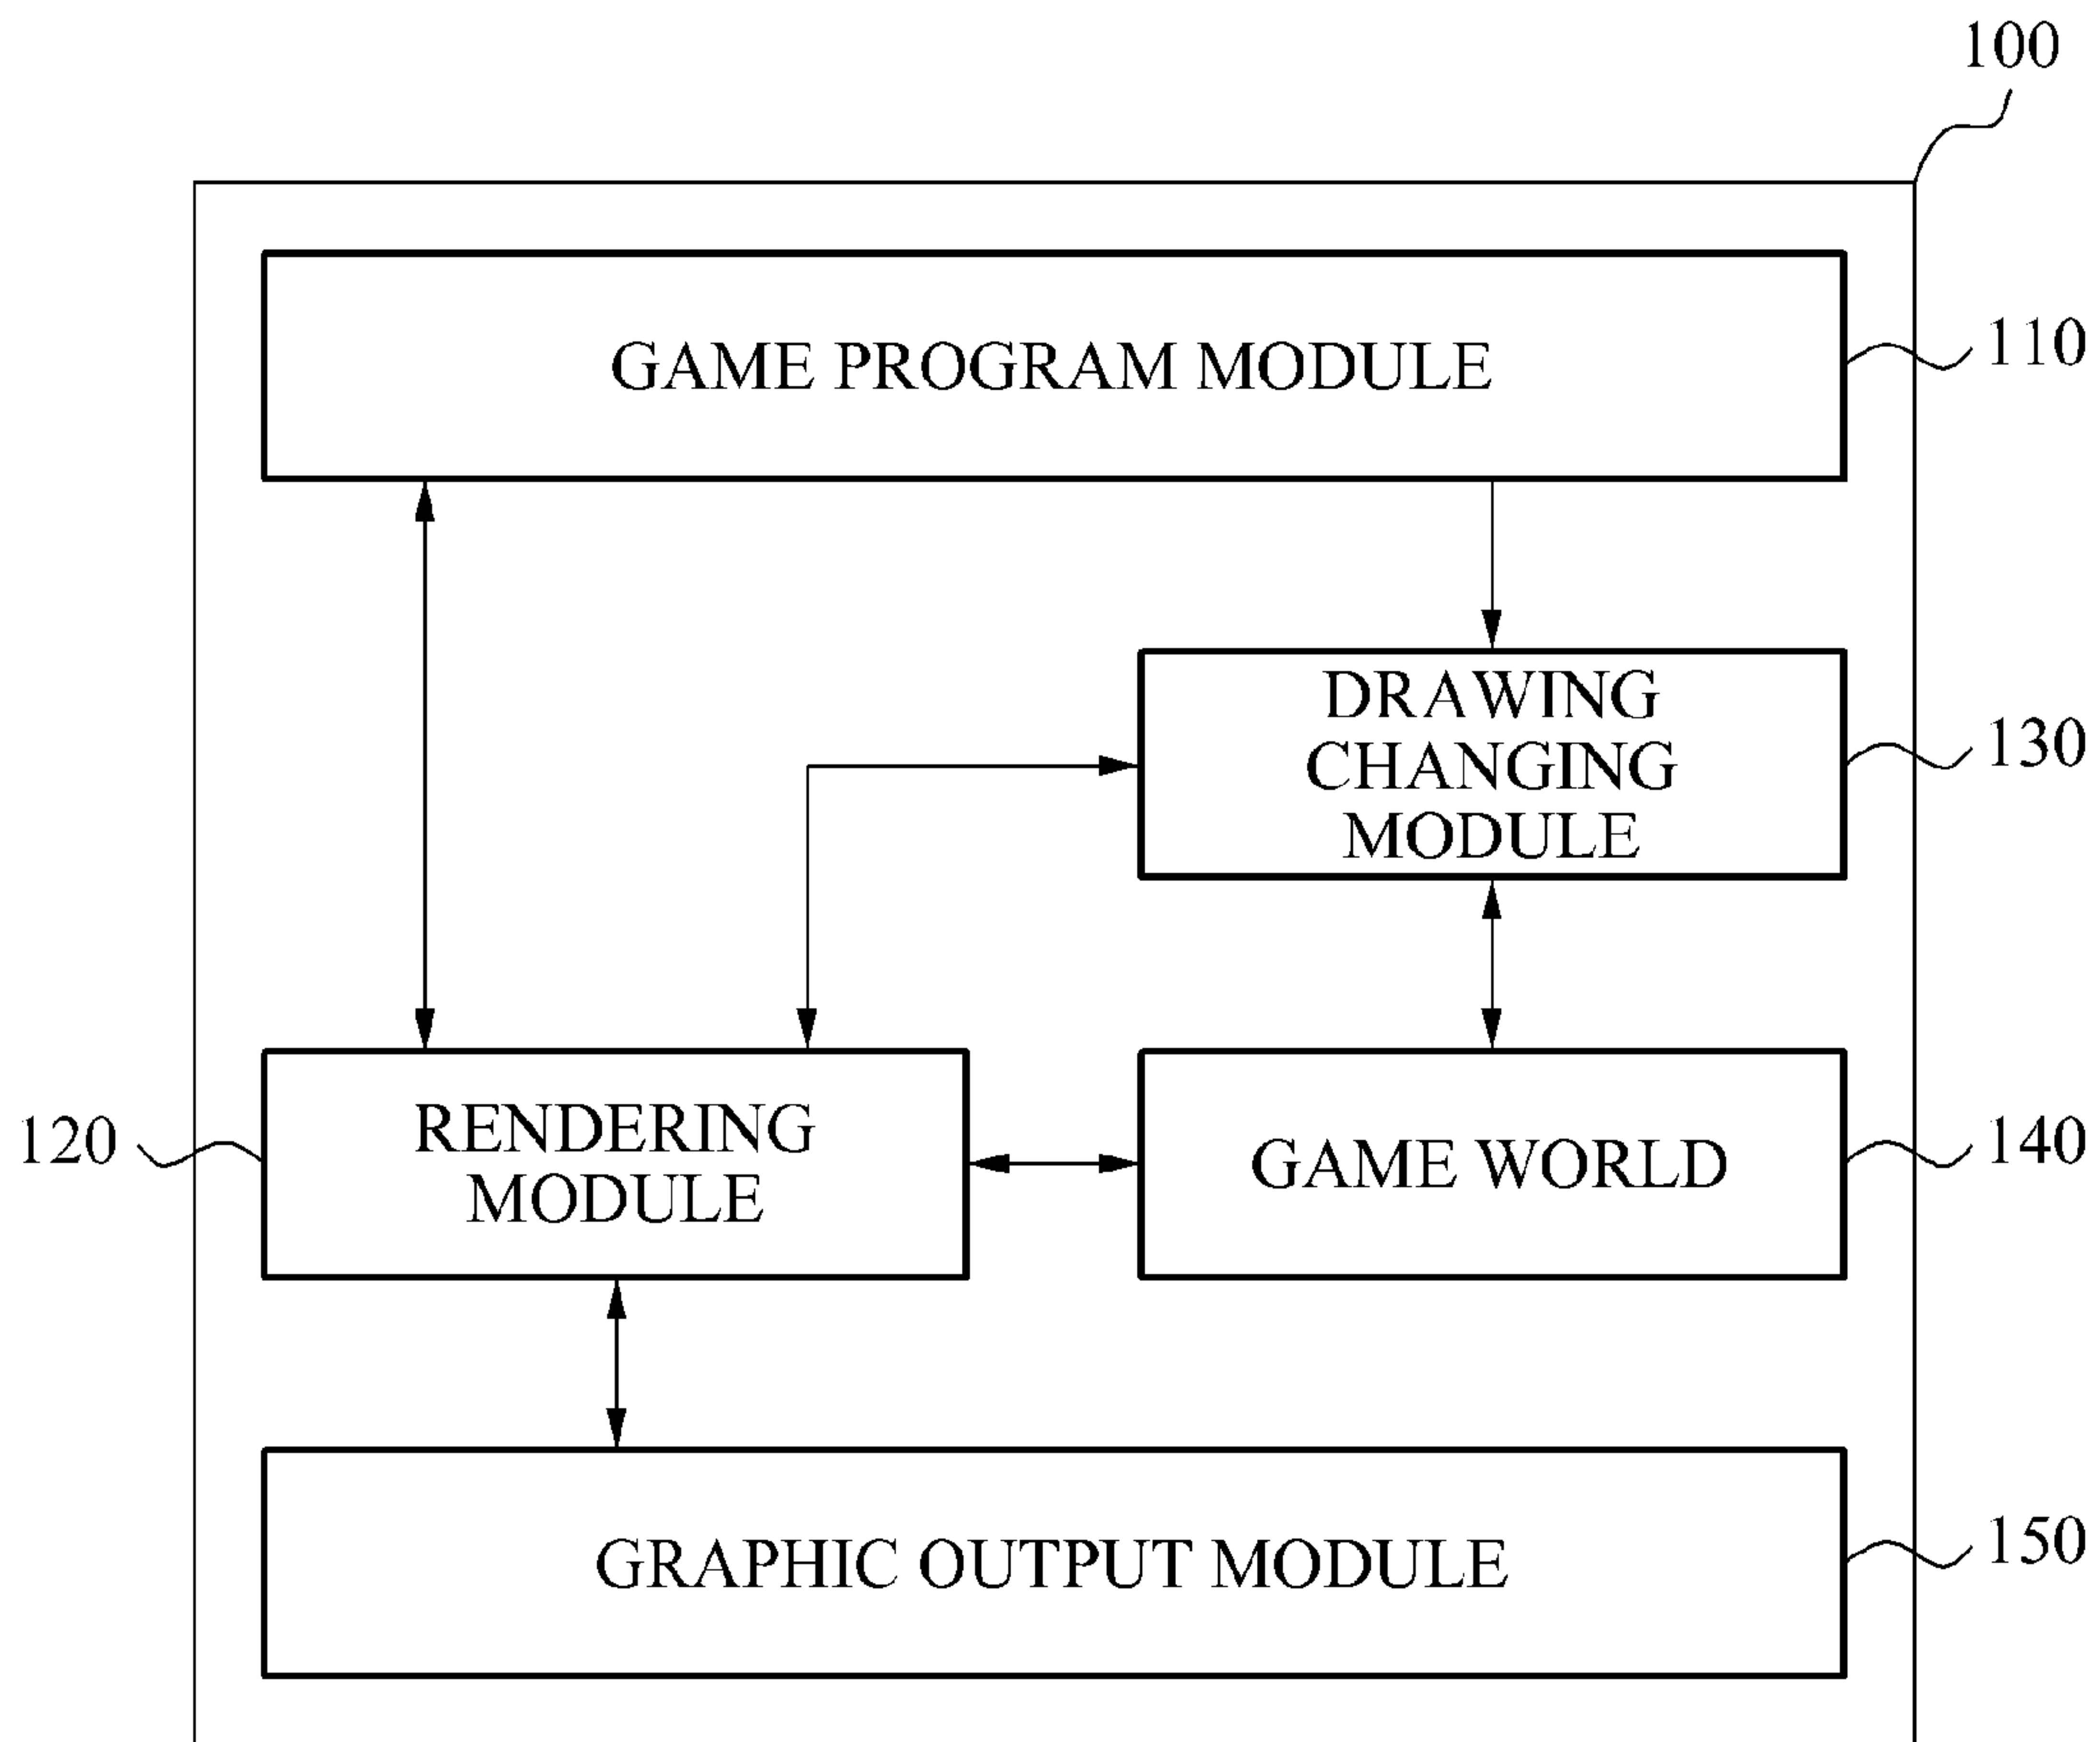 100
GAME PROGRAM MODULE
110
DRAWING
CHANGING
MODULE
130
120
RENDERING
MODULE
GAME WORLD
140
GRAPHIC OUTPUT MODULE
150